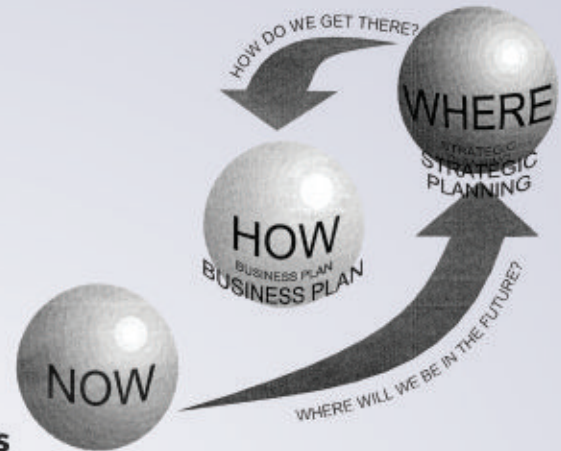 HOW DO WE GET THERE?
WHERE
STRATEGIC
STRATEGIC
PLANNING
HOW
BUSINESS PLAN
BUSINESS PLAN
NOW
WHERE WILL WE BE IN THE FUTURE?
s